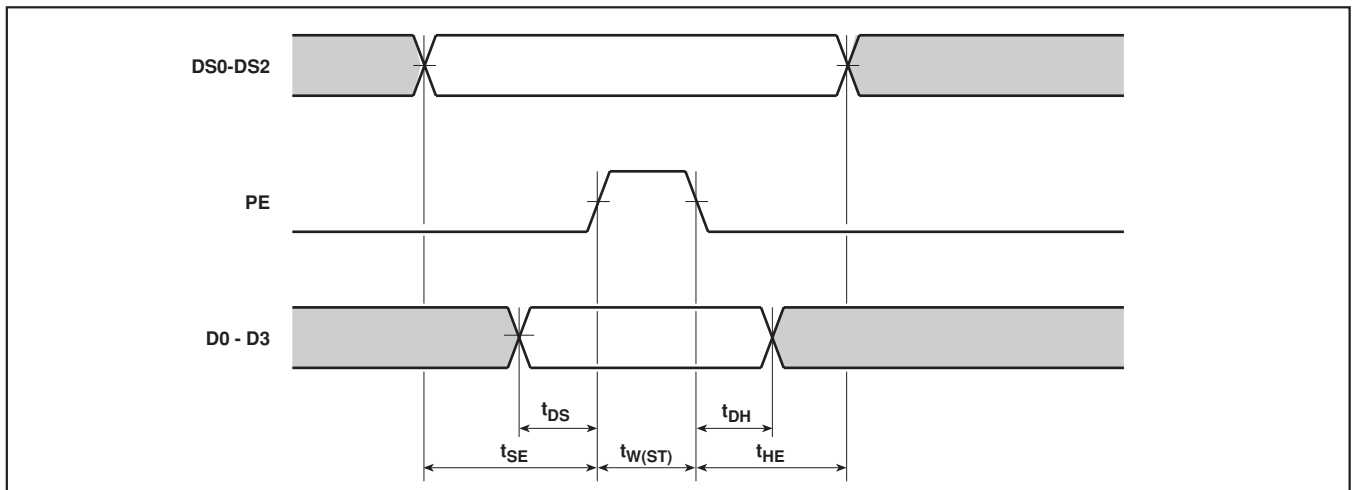 DS0-DS2
PE
D0 - D3
tDS
tDH
tSE
tW(ST)
tHE